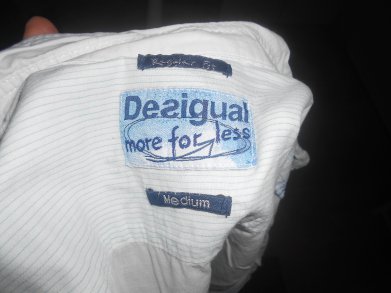 Regular Fit
Desigual
more for less
Medium